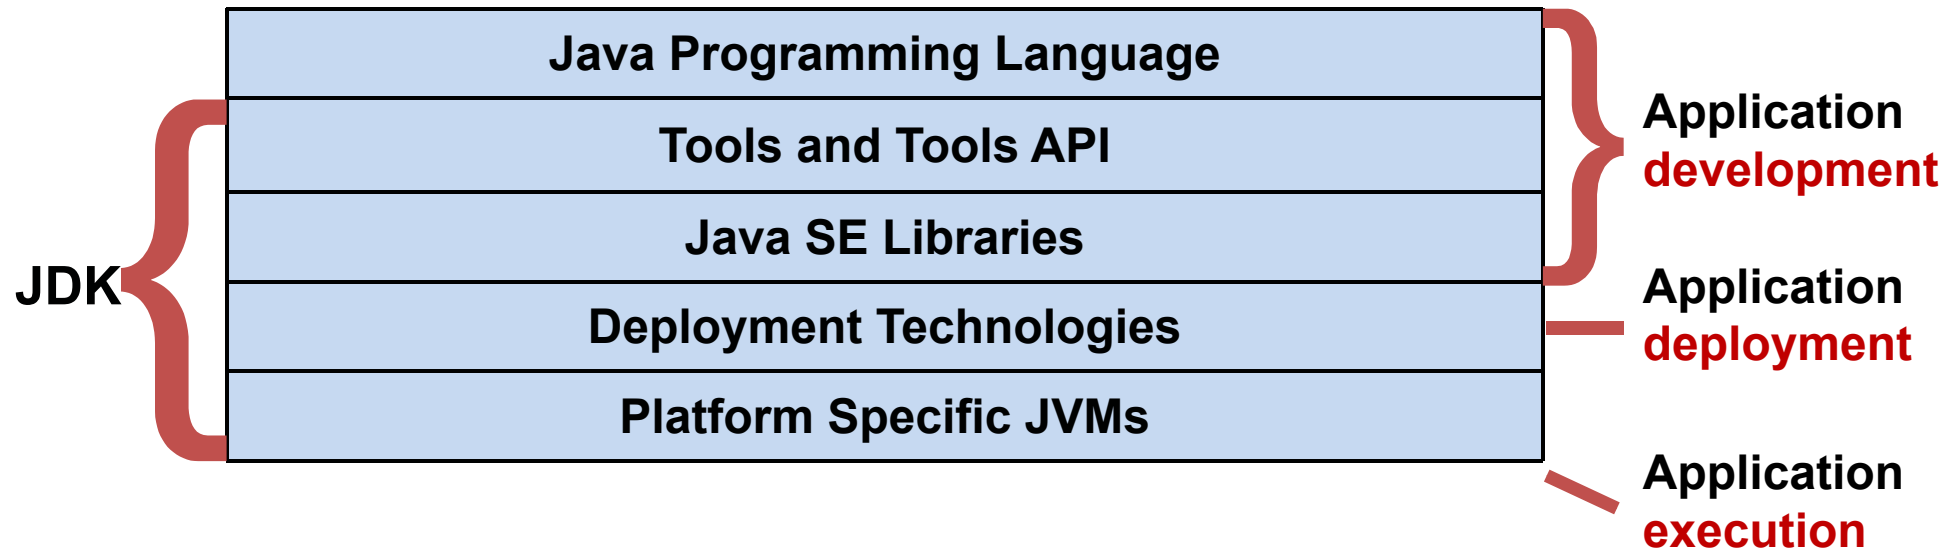 Java Programming Language
Tools and Tools API
Java SE Libraries
Deployment Technologies
Platform Specific JVMs
JDK
Application
development
Application
deployment
Application
execution